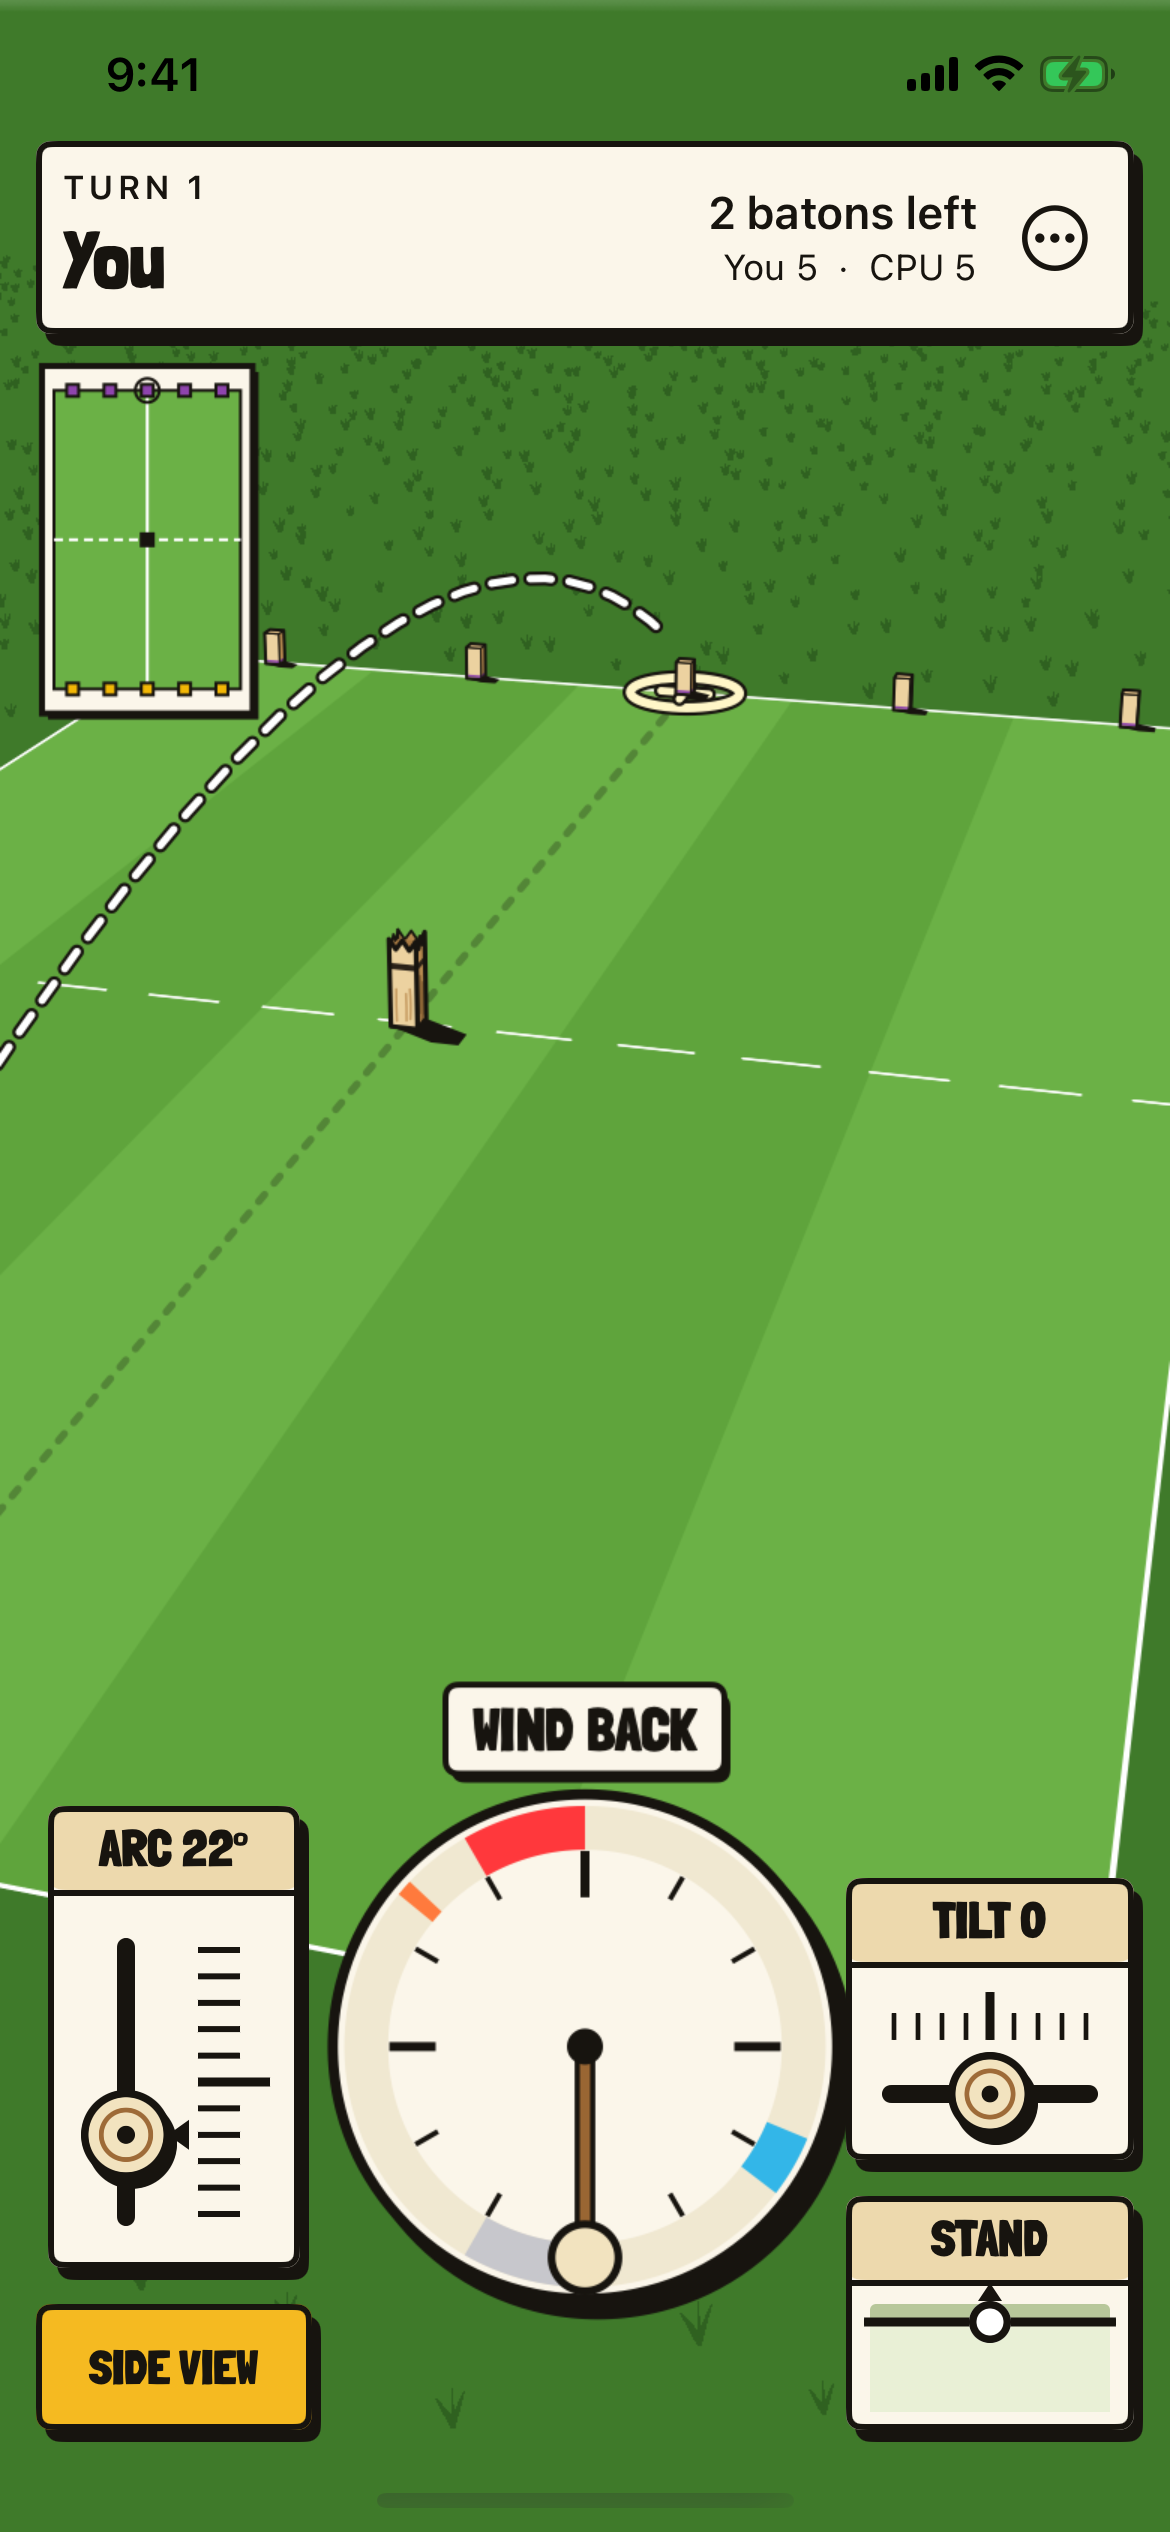 9:41
TURN 1
You
2 batons left
You 5 · CPU 5
WIND BACK
ARC 22°
TILT 0
STAND
SIDE VIEW